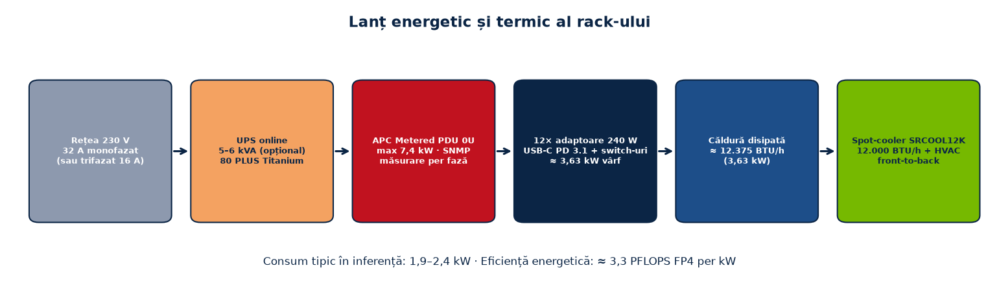 Lanț energetic și termic al rack-ului
Rețea 230 V
32 A monofazat
(sau trifazat 16 A)
UPS online
5–6 kVA (opțional)
80 PLUS Titanium
APC Metered PDU 0U
max 7,4 kW · SNMP
măsurare per fază
12× adaptoare 240 W
USB-C PD 3.1 + switch-uri
≈ 3,63 kW vârf
Căldură disipată
≈ 12.375 BTU/h
(3,63 kW)
Spot-cooler SRCOOL12K
12.000 BTU/h + HVAC
front-to-back
Consum tipic în inferență: 1,9–2,4 kW · Eficiență energetică: ≈ 3,3 PFLOPS FP4 per kW